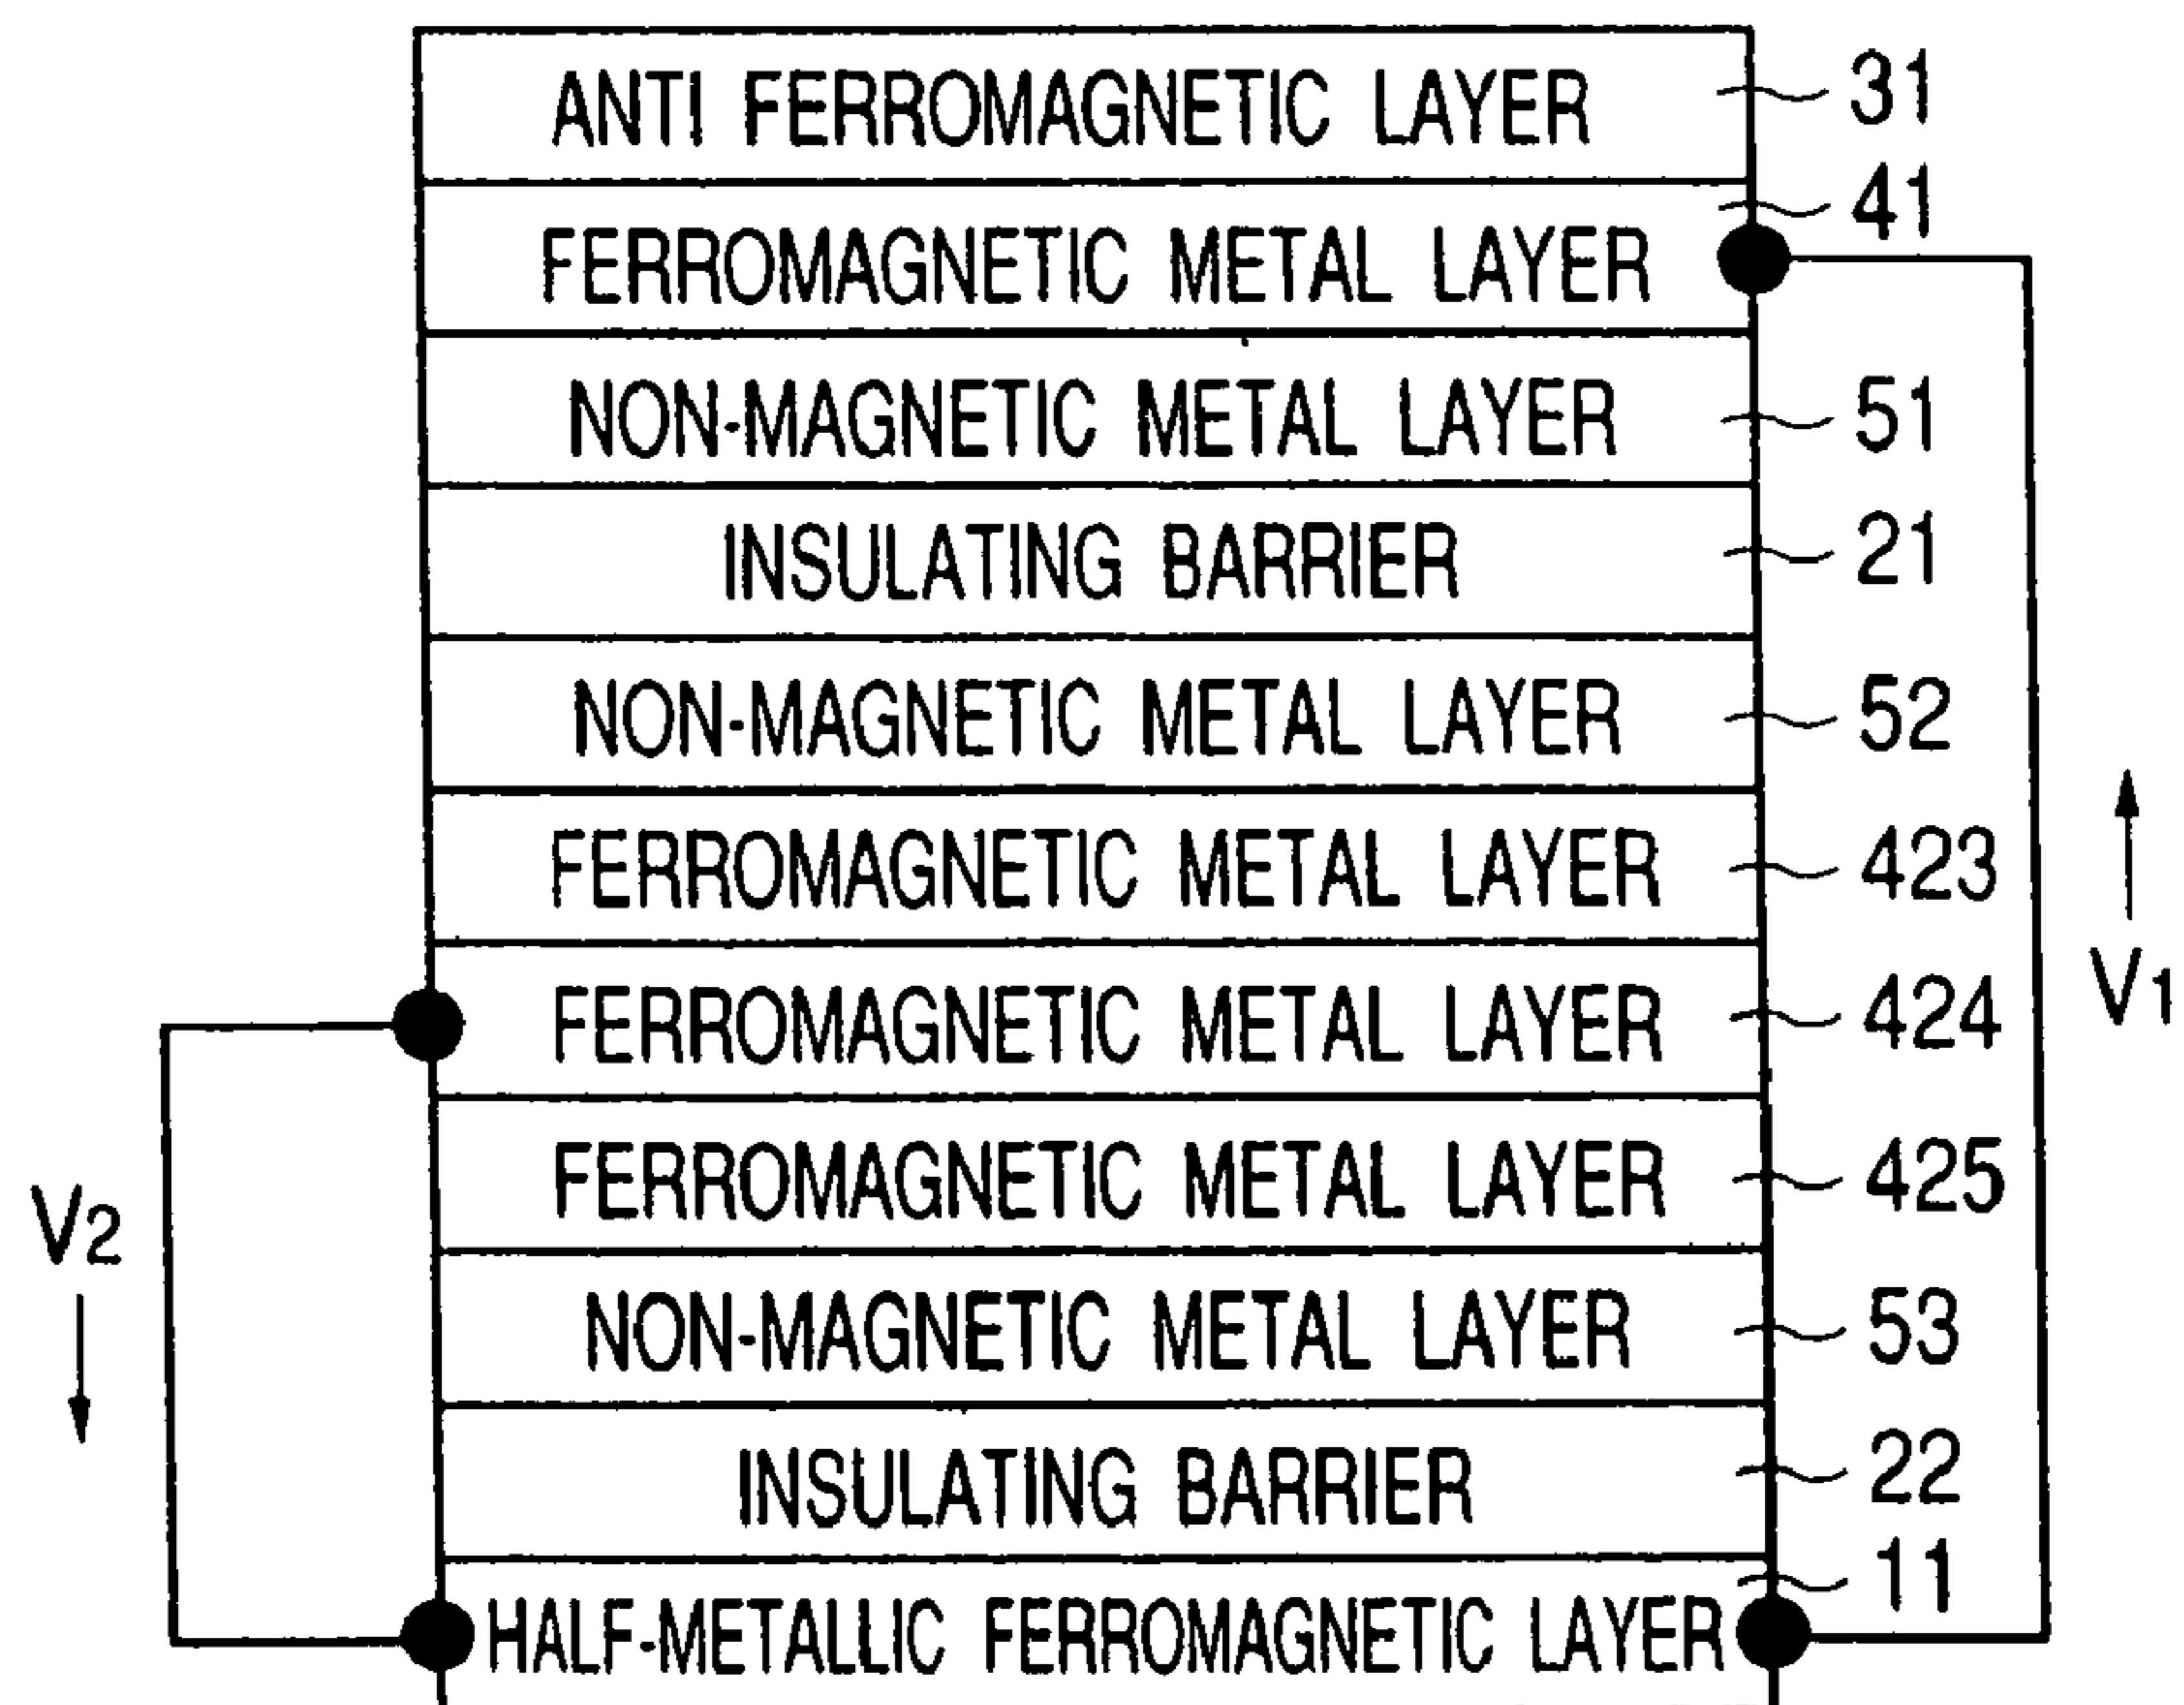 ANTI FERROMAGNETIC LAYER 31
FERROMAGNETIC METAL LAYER 41
NON-MAGNETIC METAL LAYER 51
INSULATING BARRIER 21
NON-MAGNETIC METAL LAYER 52
FERROMAGNETIC METAL LAYER 423
FERROMAGNETIC METAL LAYER 424
V1
FERROMAGNETIC METAL LAYER 425
V2
NON-MAGNETIC METAL LAYER 53
INSULATING BARRIER 22
HALF-METALLIC FERROMAGNETIC LAYER 11